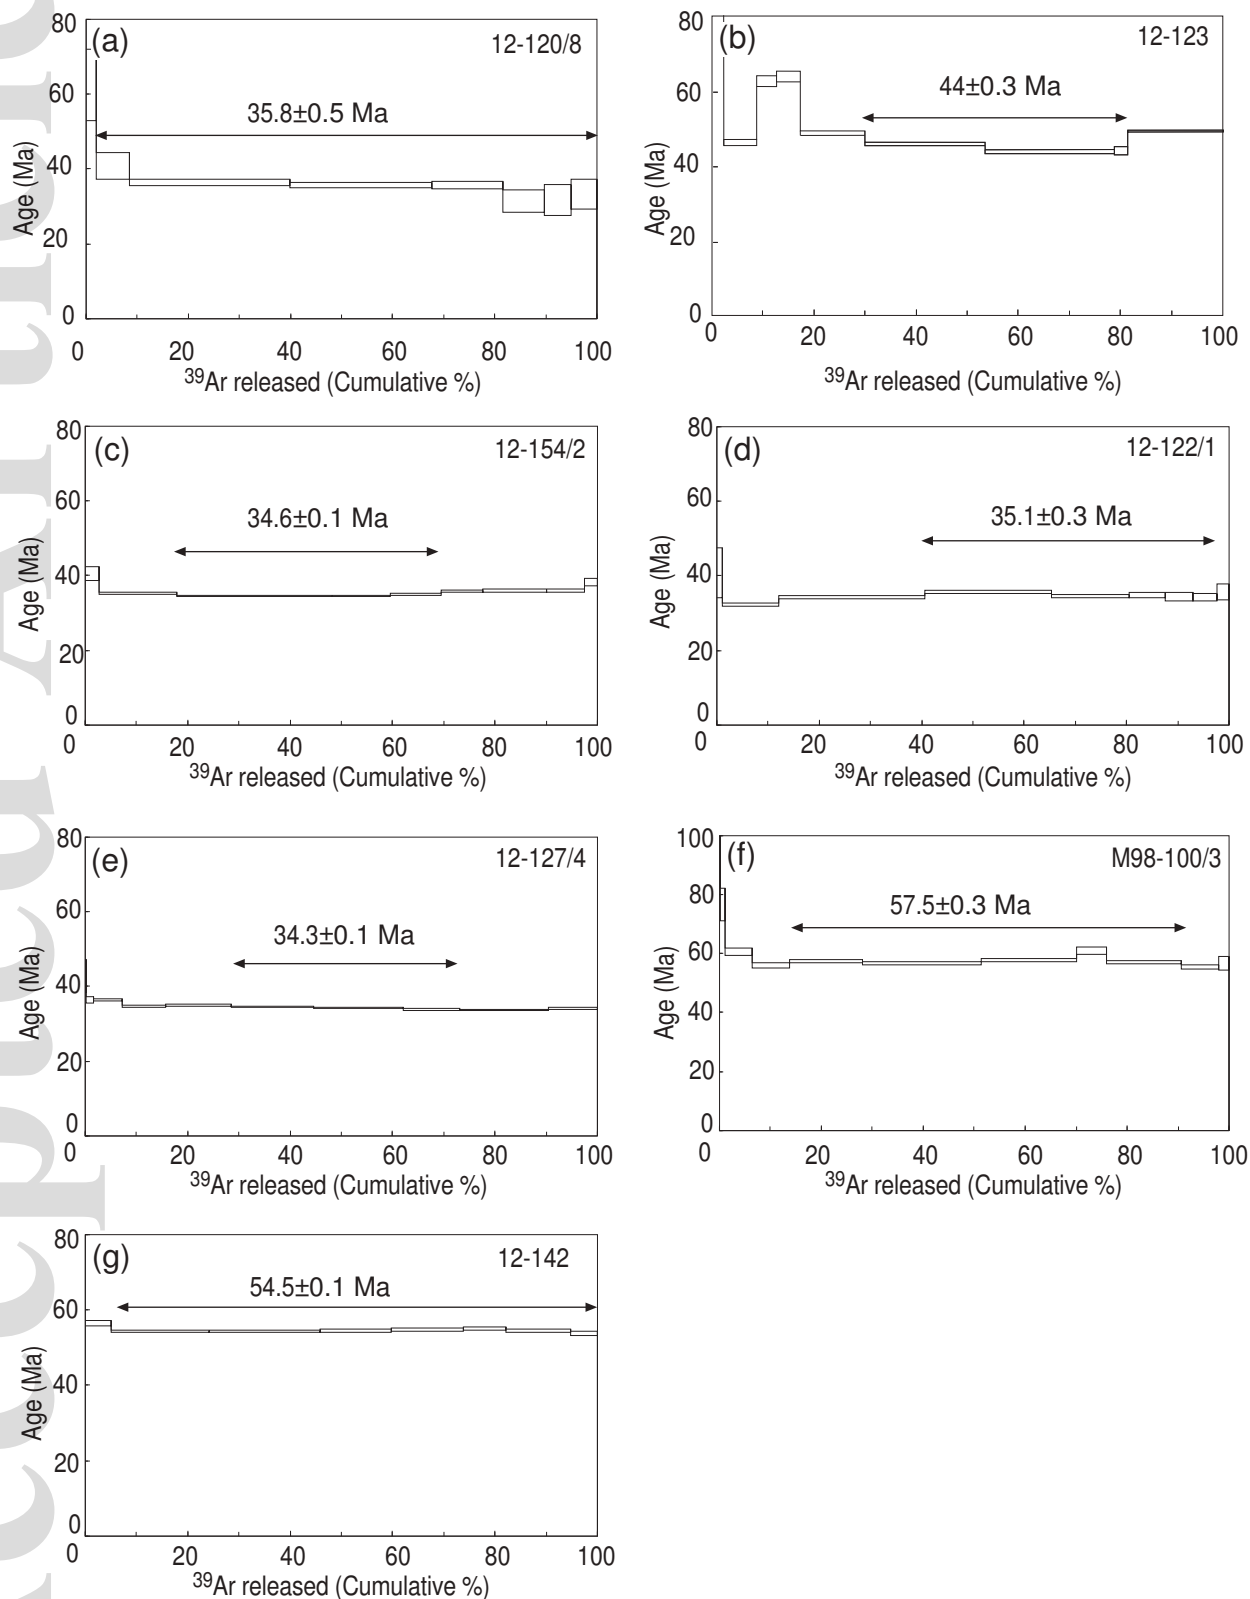 (a)
12-120/8
35.8±0.5 Ma
Age (Ma)
80
60
40
20
0
0 20 40 60 80 100
39Ar released (Cumulative %)
(b)
12-123
44±0.3 Ma
Age (Ma)
80
60
40
20
0
0 20 40 60 80 100
39Ar released (Cumulative %)
(c)
12-154/2
34.6±0.1 Ma
Age (Ma)
80
60
40
20
0
0 20 40 60 80 100
39Ar released (Cumulative %)
(d)
12-122/1
35.1±0.3 Ma
Age (Ma)
80
60
40
20
0
0 20 40 60 80 100
39Ar released (Cumulative %)
(e)
12-127/4
34.3±0.1 Ma
Age (Ma)
80
60
40
20
0
0 20 40 60 80 100
39Ar released (Cumulative %)
(f)
M98-100/3
57.5±0.3 Ma
Age (Ma)
100
80
60
40
20
0
0 20 40 60 80 100
39Ar released (Cumulative %)
(g)
12-142
54.5±0.1 Ma
Age (Ma)
80
60
40
20
0
0 20 40 60 80 100
39Ar released (Cumulative %)